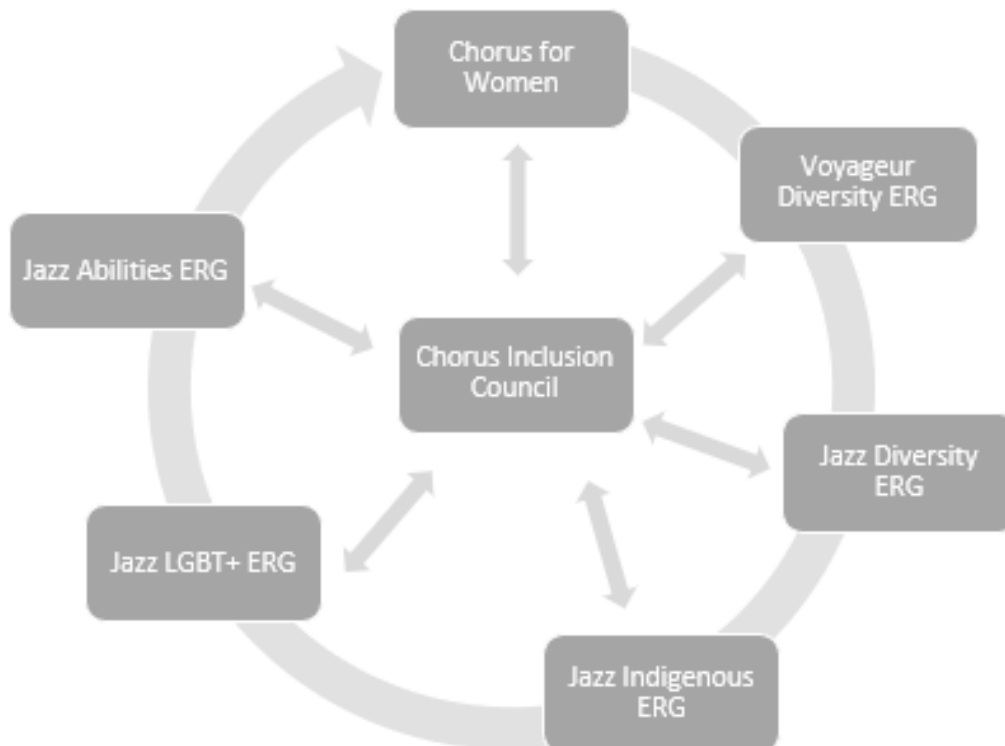 Chorus for
Women
Voyageur
Diversity ERG
Jazz Abilities ERG
Chorus Inclusion
Council
Jazz Diversity
ERG
Jazz LGBT+ ERG
Jazz Indigenous
ERG